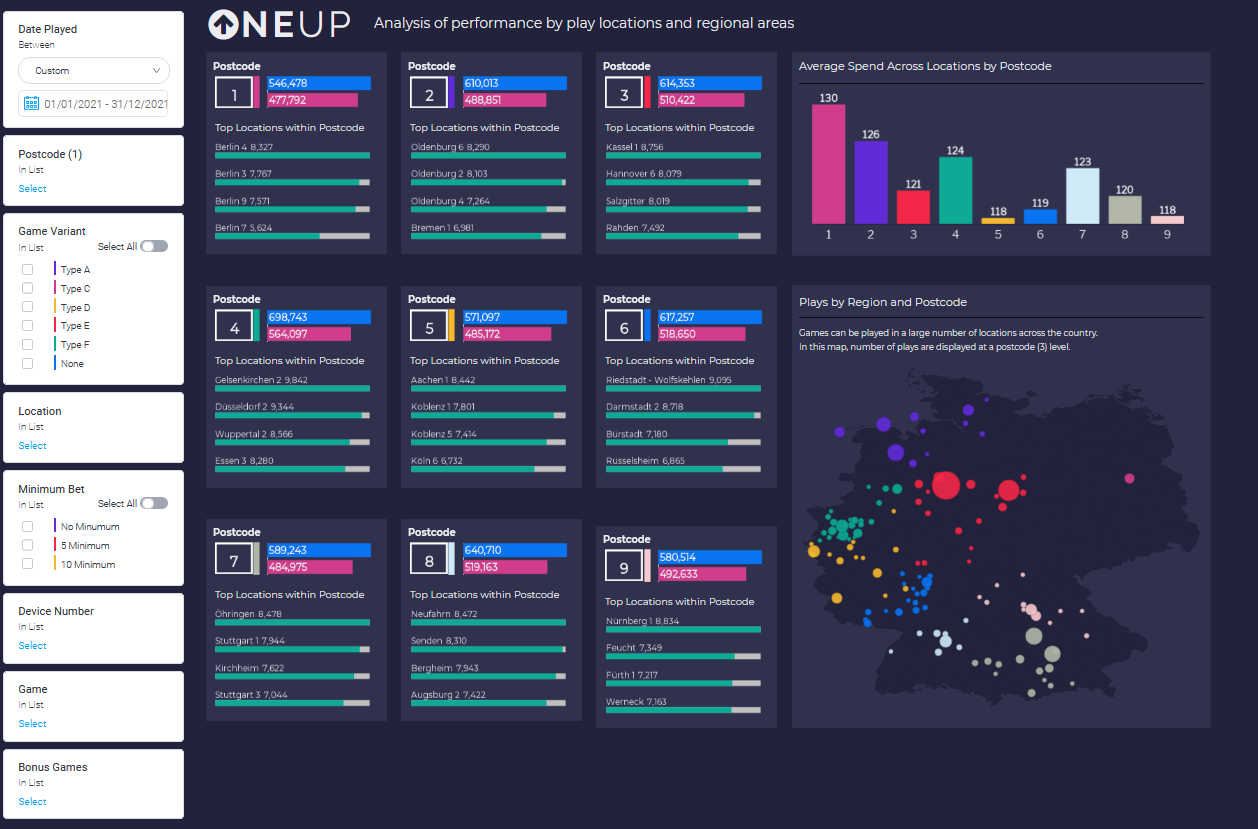 Date Played
Between
Custom
01/01/2021 - 31/12/2021
Postcode (1)
In List
Select
Game Variant
In List
Select All
Type A
Type C
Type D
Type E
Type F
None
Location
In List
Select
Minimum Bet
In List
Select All
No Minumum
5 Minimum
10 Minimum
Device Number
In List
Select
Game
In List
Select
Bonus Games
In List
Select
ONEUP
Analysis of performance by play locations and regional areas
Postcode
1
546,478
477,792
Top Locations within Postcode
Berlin 4 8,327
Berlin 3 7,767
Berlin 9 7,571
Berlin 7 5,624
Postcode
2
610,013
488,851
Top Locations within Postcode
Oldenburg 6 8,290
Oldenburg 2 8,103
Oldenburg 4 7,264
Bremen 1 6,981
Postcode
3
614,353
510,422
Top Locations within Postcode
Kassel 1 8,756
Hannover 6 8,079
Salzgitter 8,019
Rahden 7,492
Postcode
4
698,743
564,097
Top Locations within Postcode
Gelsenkirchen 2 9,842
Düsseldorf 2 9,344
Wuppertal 2 8,566
Essen 3 8,280
Postcode
5
571,097
485,172
Top Locations within Postcode
Aachen 1 8,442
Koblenz 1 7,801
Koblenz 5 7,414
Köln 6 6,732
Postcode
6
617,257
518,650
Top Locations within Postcode
Riedstadt - Wolfskehlen 9,095
Darmstadt 2 8,718
Bürstadt 7,180
Rüsselsheim 6,865
Postcode
7
589,243
484,975
Top Locations within Postcode
Öhringen 8,478
Stuttgart 1 7,944
Kirchheim 7,622
Stuttgart 3 7,044
Postcode
8
640,710
519,163
Top Locations within Postcode
Neufahrn 8,472
Senden 8,310
Bergheim 7,943
Augsburg 2 7,422
Postcode
9
580,514
492,633
Top Locations within Postcode
Nürnberg 1 8,834
Feucht 7,349
Fürth 1 7,217
Werneck 7,163
Average Spend Across Locations by Postcode
130
126
121
124
118
119
123
120
118
1 2 3 4 5 6 7 8 9
Plays by Region and Postcode
Games can be played in a large number of locations across the country.
In this map, number of plays are displayed at a postcode (3) level.